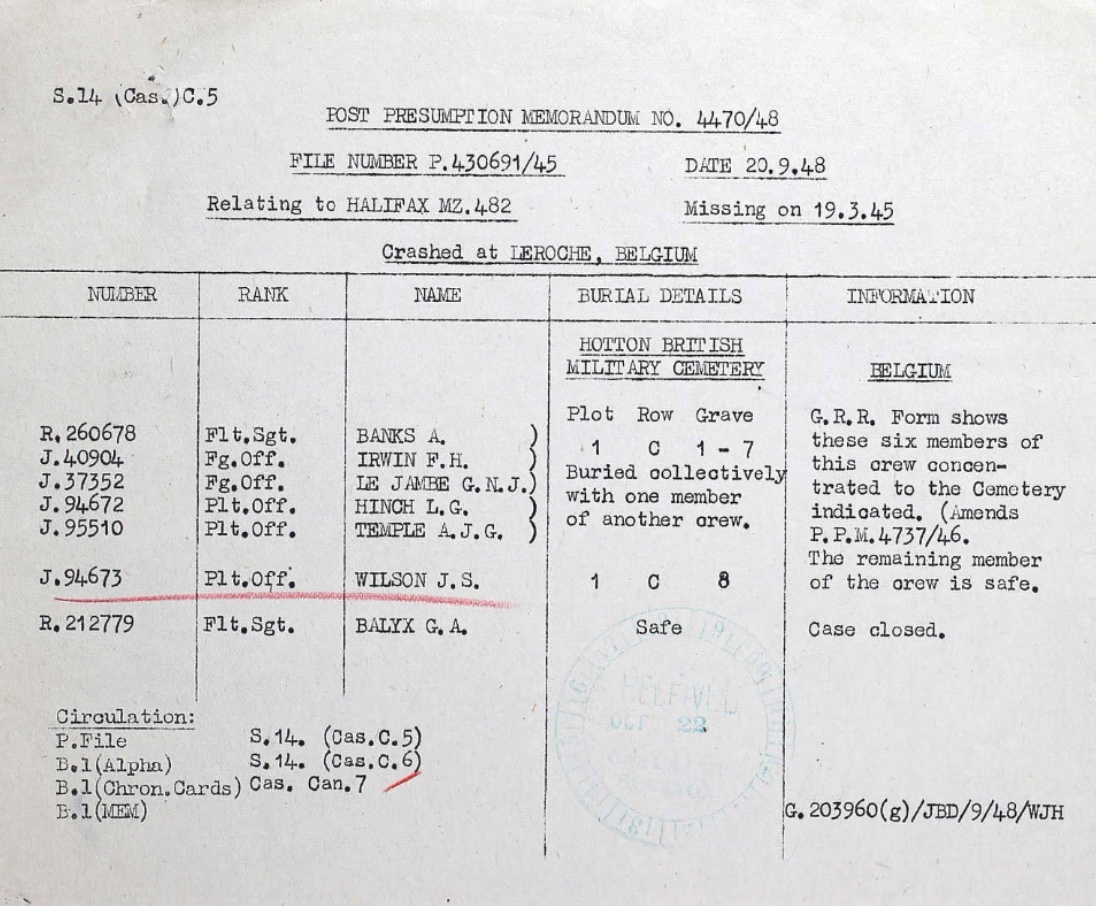 S.14 (Cas.)C.5
POST PRESUMPTION MEMORANDUM NO. 4470/48
FILE NUMBER P.430691/45 DATE 20.9.48
Relating to HALIFAX MZ.482 Missing on 19.3.45
Crashed at LEROCHE, BELGIUM
NUMBER RANK NAME BURIAL DETAILS INFORMATION
HOTTON BRITISH
MILITARY CEMETERY BELGIUM
Plot Row Grave G.R.R. Form shows
R.260678 Flt.Sgt. BANKS A. ) 1 C 1 - 7 these six members of
J.40904 Fg.Off. IRWIN F.H. ) Buried collectively this crew concen-
J.37352 Fg.Off. LE JAMBE G.N.J.) with one member trated to the Cemetery
J.94672 Plt.Off. HINCH L.G. ) of another crew. indicated. (Amends
J.95510 Plt.Off. TEMPLE A.J.G. ) P.P.M.4737/46.
The remaining member
J.94673 Plt.Off. WILSON J.S. 1 C 8 of the crew is safe.
R.212779 Flt.Sgt. BALYX G.A. Safe Case closed.
RECEIVED
OCT 22
Circulation:
P.File S.14. (Cas.C.5)
B.1(Alpha) S.14. (Cas.C.6)
B.1(Chron.Cards) Cas. Can.7
B.1(MEM) G.203960(g)/JBD/9/48/WJH